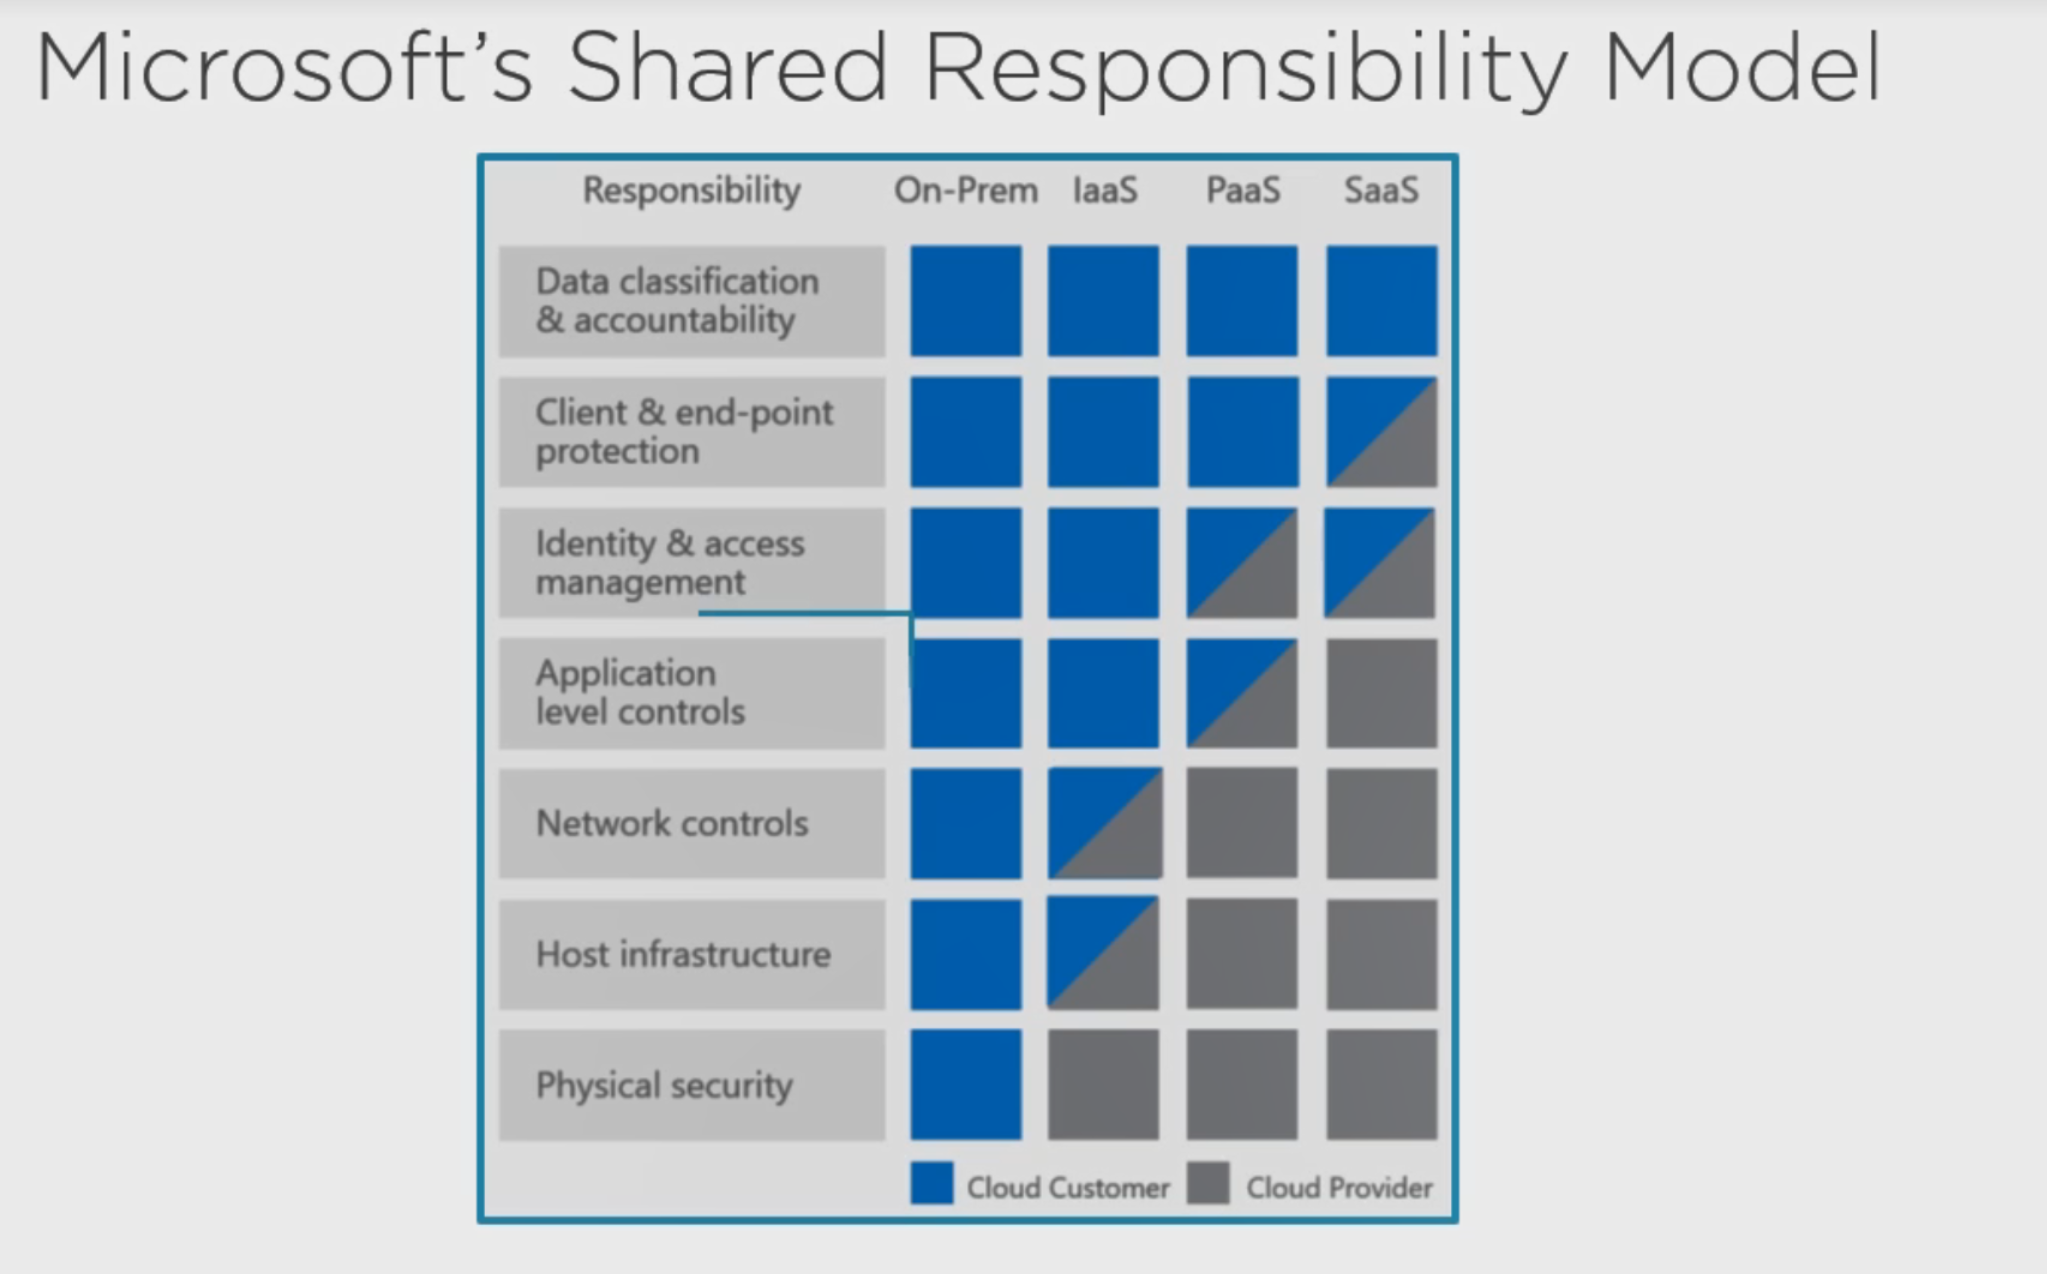 Microsoft’s Shared Responsibility Model
Responsibility On-Prem IaaS PaaS SaaS
Data classification
& accountability
Client & end-point
protection
Identity & access
management
Application
level controls
Network controls
Host infrastructure
Physical security
Cloud Customer Cloud Provider